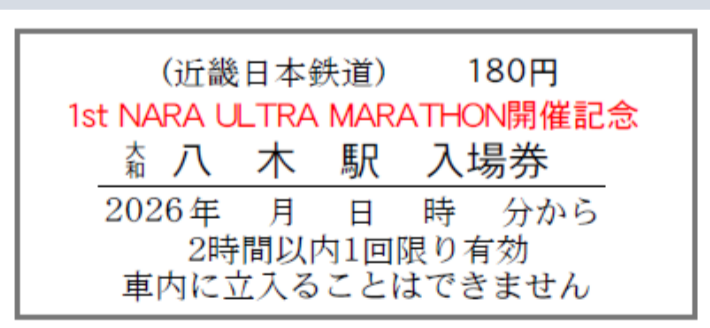 （近畿日本鉄道） 180円
1st NARA ULTRA MARATHON開催記念
大和 八木駅 入場券
2026年 月 日 時 分から
2時間以内1回限り有効
車内に立入ることはできません